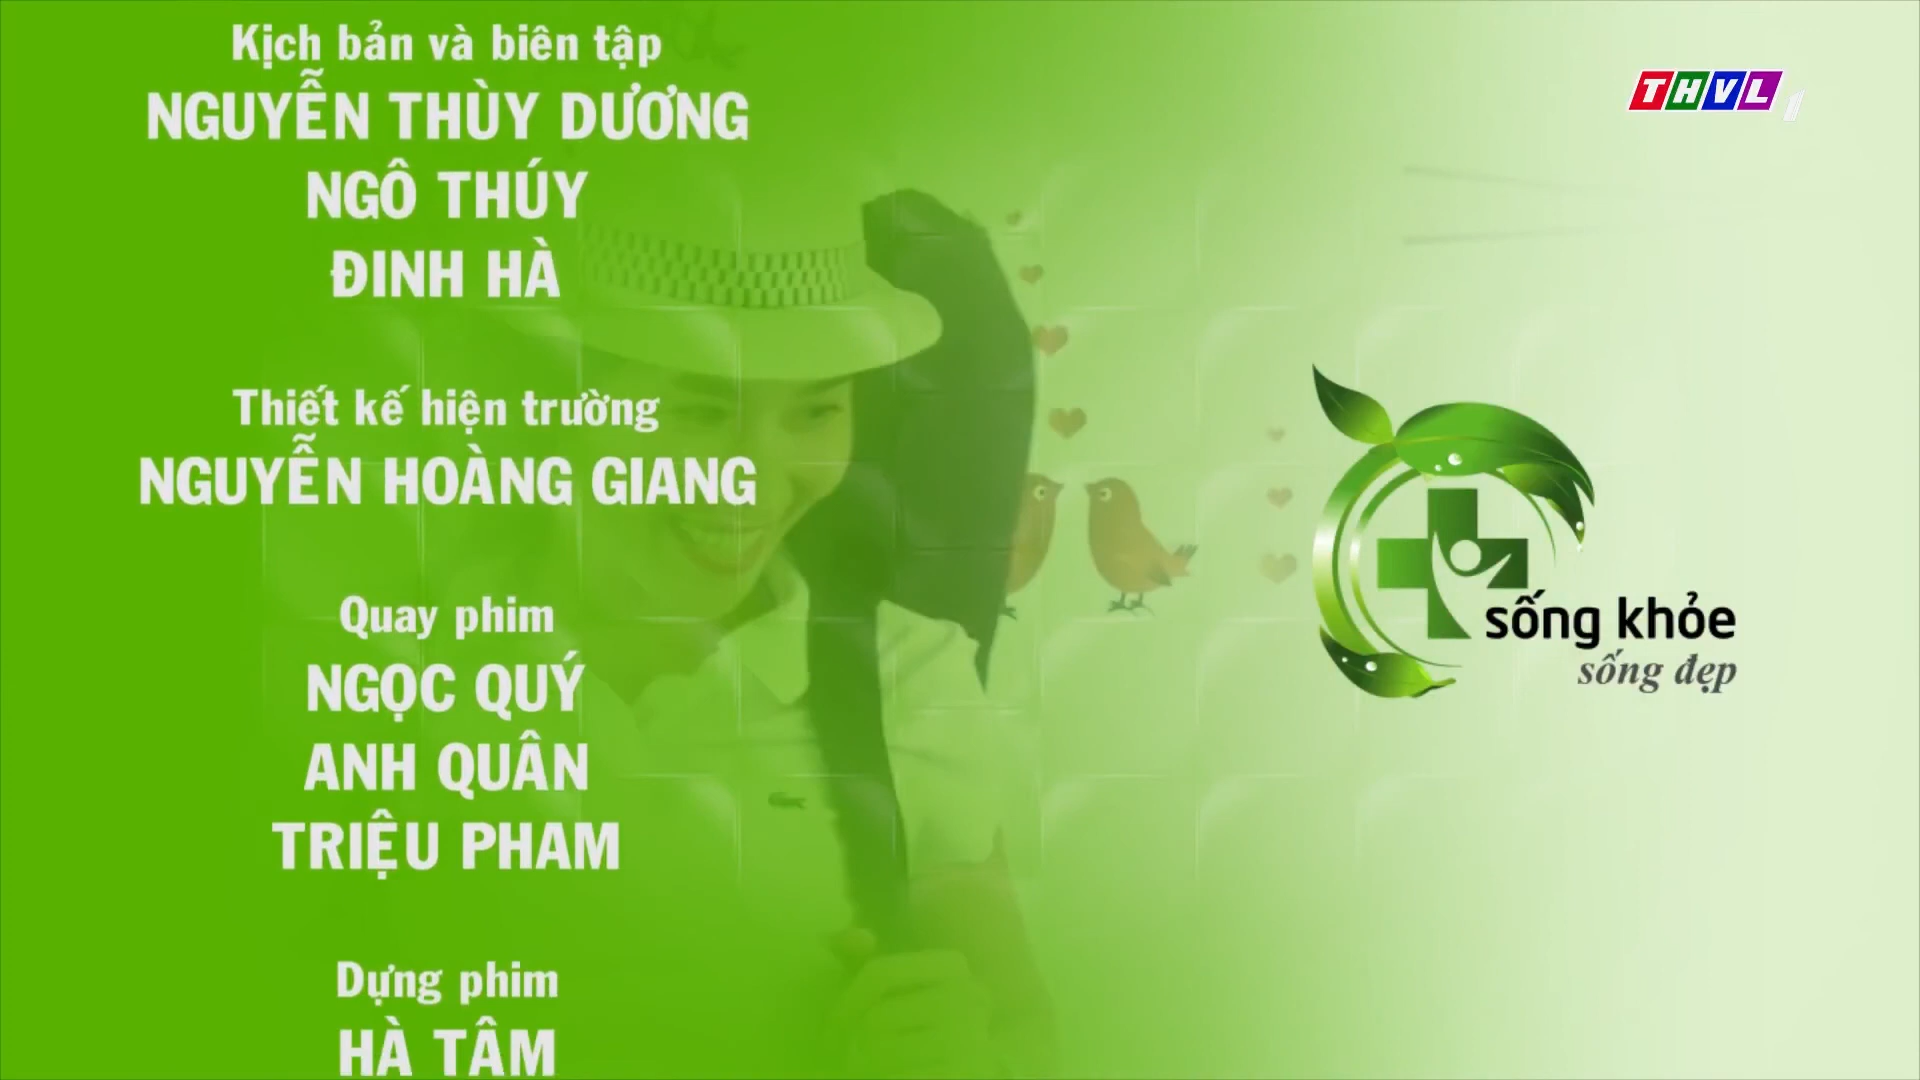 Kịch bản và biên tập
NGUYỄN THÙY DƯƠNG
NGÔ THÚY
ĐINH HÀ
Thiết kế hiện trường
NGUYỄN HOÀNG GIANG
Quay phim
NGỌC QUÝ
ANH QUÂN
TRIỆU PHAM
Dựng phim
HÀ TÂM
THVL 1
sống khỏe
sống đẹp